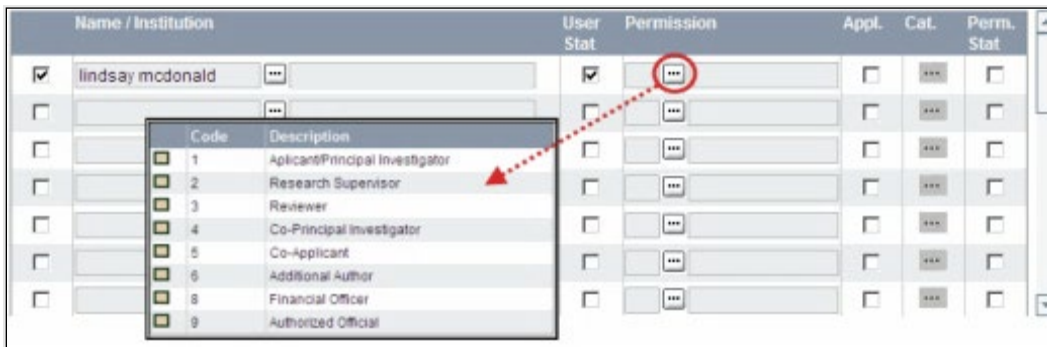 Name / Institution User Stat Permission Appl. Cat. Perm. Stat
lindsay mcdonald
Code Description
1 Aplicant/Principal Investigator
2 Research Supervisor
3 Reviewer
4 Co-Principal Investigator
5 Co-Applicant
6 Additional Author
8 Financial Officer
9 Authorized Official